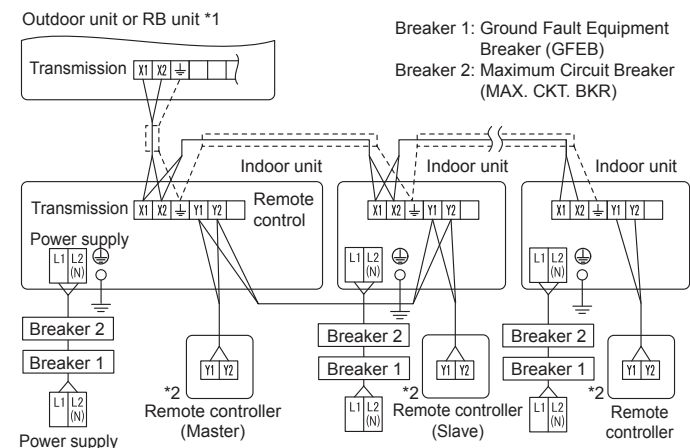 Outdoor unit or RB unit *1
Breaker 1: Ground Fault Equipment
Breaker (GFEB)
Breaker 2: Maximum Circuit Breaker
(MAX. CKT. BKR)
Transmission X1 X2
Indoor unit Indoor unit Indoor unit
Transmission X1 X2 Y1 Y2 Remote
control
X1 X2 Y1 Y2
X1 X2 Y1 Y2
Power supply
L1 L2
(N)
L1 L2
(N)
L1 L2
(N)
Breaker 2 Breaker 2 Breaker 2
Breaker 1 Breaker 1 Breaker 1
Y1 Y2 Y1 Y2 Y1 Y2
L1 L2
(N)
Power supply
*2
Remote controller
(Master)
L1 L2
(N)
*2
Remote controller
(Slave)
L1 L2
(N)
*2
Remote
controller